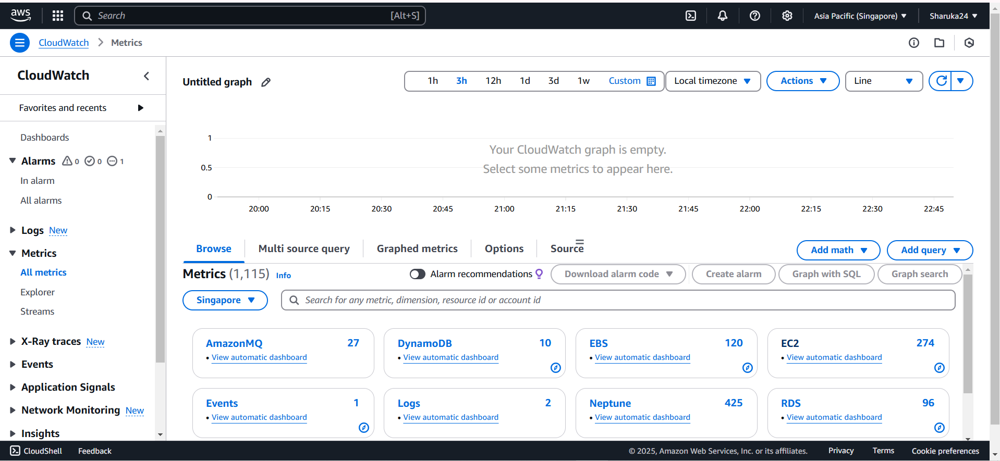 aws
Search
[Alt+S]
Asia Pacific (Singapore)
Sharuka24
CloudWatch
Metrics
CloudWatch
Favorites and recents
Dashboards
Alarms 0 0 1
In alarm
All alarms
Logs New
Metrics
All metrics
Explorer
Streams
X-Ray traces New
Events
Application Signals
Network Monitoring New
Insights
Untitled graph
1h 3h 12h 1d 3d 1w Custom
Local timezone
Actions
Line
1
0.5
0
Your CloudWatch graph is empty.
Select some metrics to appear here.
20:00 20:15 20:30 20:45 21:00 21:15 21:30 21:45 22:00 22:15 22:30 22:45
Browse
Multi source query
Graphed metrics
Options
Source
Add math
Add query
Metrics (1,115) Info
Alarm recommendations
Download alarm code
Create alarm
Graph with SQL
Graph search
Singapore
Search for any metric, dimension, resource id or account id
AmazonMQ 27
• View automatic dashboard
DynamoDB 10
• View automatic dashboard
EBS 120
• View automatic dashboard
EC2 274
• View automatic dashboard
Events 1
• View automatic dashboard
Logs 2
• View automatic dashboard
Neptune 425
• View automatic dashboard
RDS 96
• View automatic dashboard
CloudShell
Feedback
© 2025, Amazon Web Services, Inc. or its affiliates.
Privacy
Terms
Cookie preferences